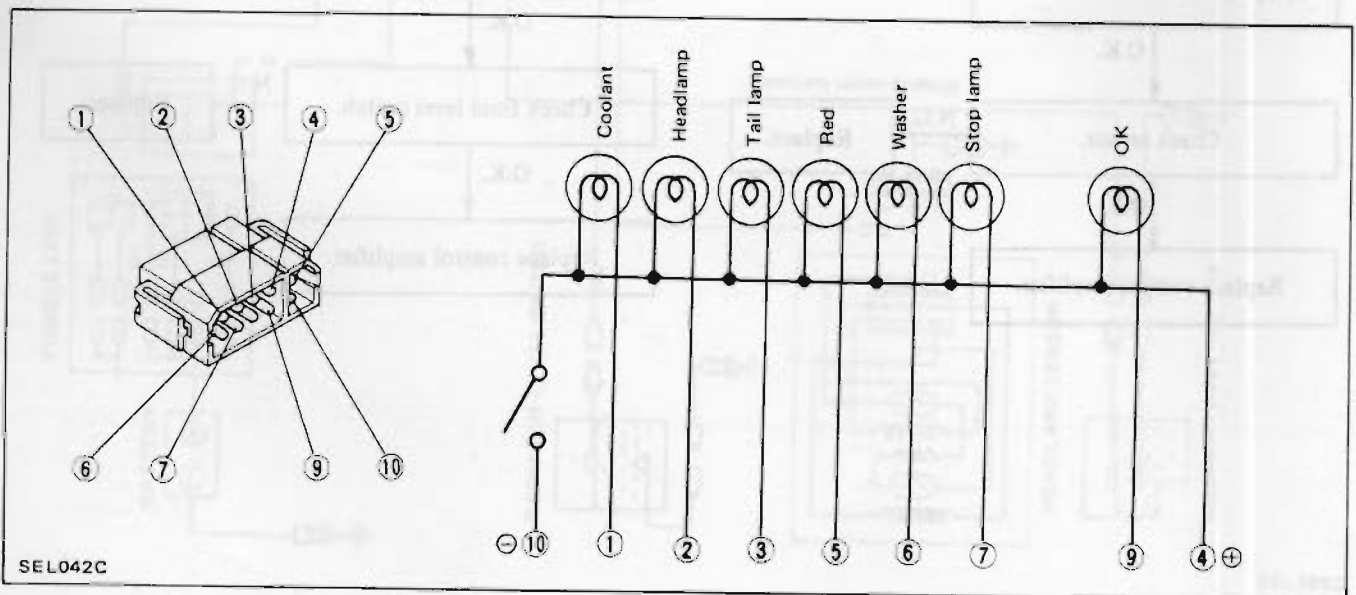 ①
②
③
④
⑤
⑥
⑦
⑨
⑩
Coolant
Headlamp
Tail lamp
Red
Washer
Stop lamp
OK
⊖ ⑩ ① ② ③ ⑤ ⑥ ⑦ ⑨ ④ ⊕
SEL042C